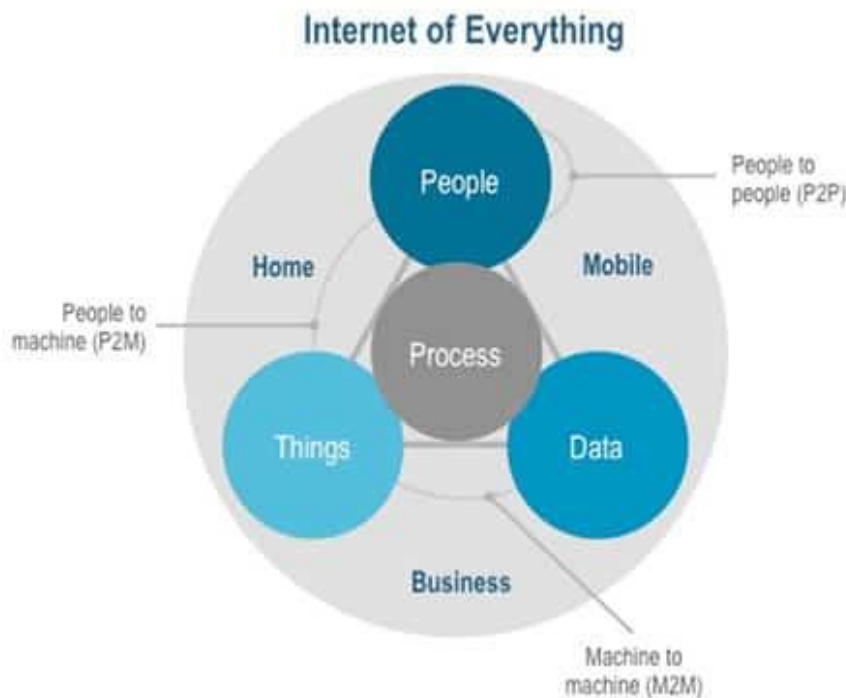 Internet of Everything
People
People to
people (P2P)
Home
Mobile
People to
machine (P2M)
Process
Things
Data
Business
Machine to
machine (M2M)